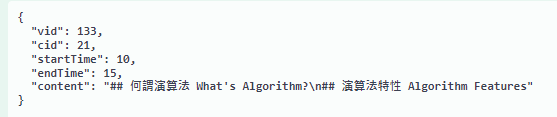 {
"vid": 133,
"cid": 21,
"startTime": 10,
"endTime": 15,
"content": "## 何謂演算法 What's Algorithm?\n## 演算法特性 Algorithm Features"
}